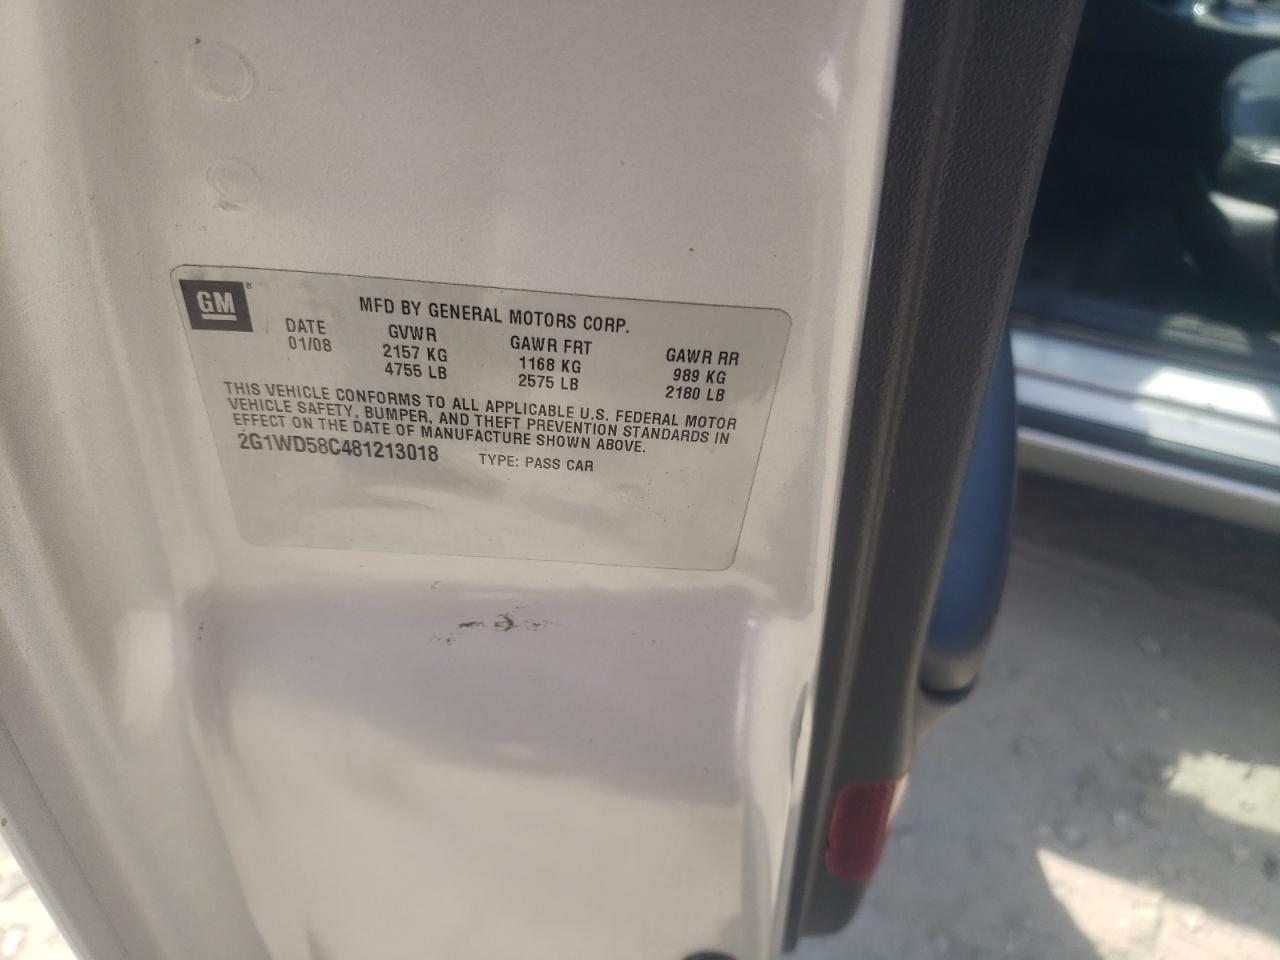 GM
MFD BY GENERAL MOTORS CORP.
DATE GVWR GAWR FRT GAWR RR
01/08 2157 KG 1168 KG 989 KG
4755 LB 2575 LB 2180 LB
THIS VEHICLE CONFORMS TO ALL APPLICABLE U.S. FEDERAL MOTOR
VEHICLE SAFETY, BUMPER, AND THEFT PREVENTION STANDARDS IN
EFFECT ON THE DATE OF MANUFACTURE SHOWN ABOVE.
2G1WD58C481213018 TYPE: PASS CAR